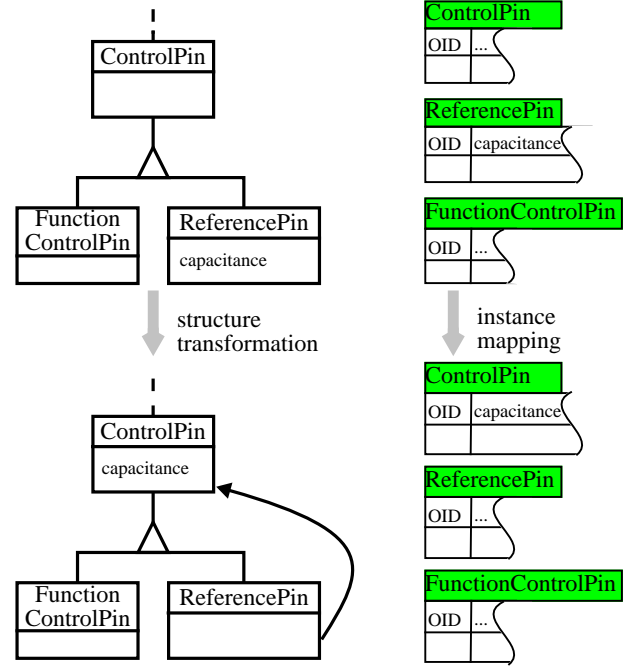 ControlPin
Function
ControlPin
ReferencePin
capacitance
structure
transformation
ControlPin
capacitance
Function
ControlPin
ReferencePin
ControlPin
OID ...
ReferencePin
OID capacitance
FunctionControlPin
OID ...
instance
mapping
ControlPin
OID capacitance
ReferencePin
OID ...
FunctionControlPin
OID ...